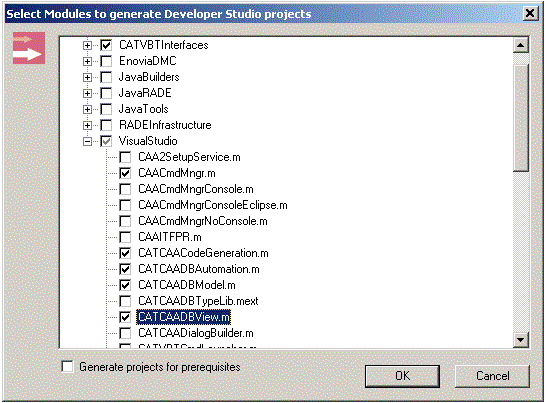 Select Modules to generate Developer Studio projects
CATVBTInterfaces
EnoviaDMC
JavaBuilders
JavaRADE
JavaTools
RADEInfrastructure
VisualStudio
CAA2SetupService.m
CAACmdMngr.m
CAACmdMngrConsole.m
CAACmdMngrConsoleEclipse.m
CAACmdMngrNoConsole.m
CAAITFPR.m
CATCAACodeGeneration.m
CATCAADBAutomation.m
CATCAADBModel.m
CATCAADBTypeLib.mext
CATCAADBView.m
CATCAADialogBuilder.m
Generate projects for prerequisites
OK Cancel